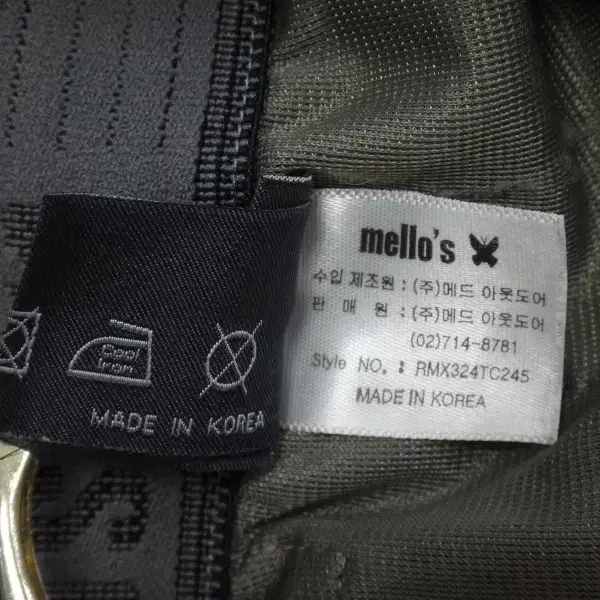 Cool
Iron
MADE IN KOREA
mello's
수입 제조원 : (주)메드 아웃도어
판 매 원 : (주)메드 아웃도어
(02)714-8781
Style NO. : RMX324TC245
MADE IN KOREA